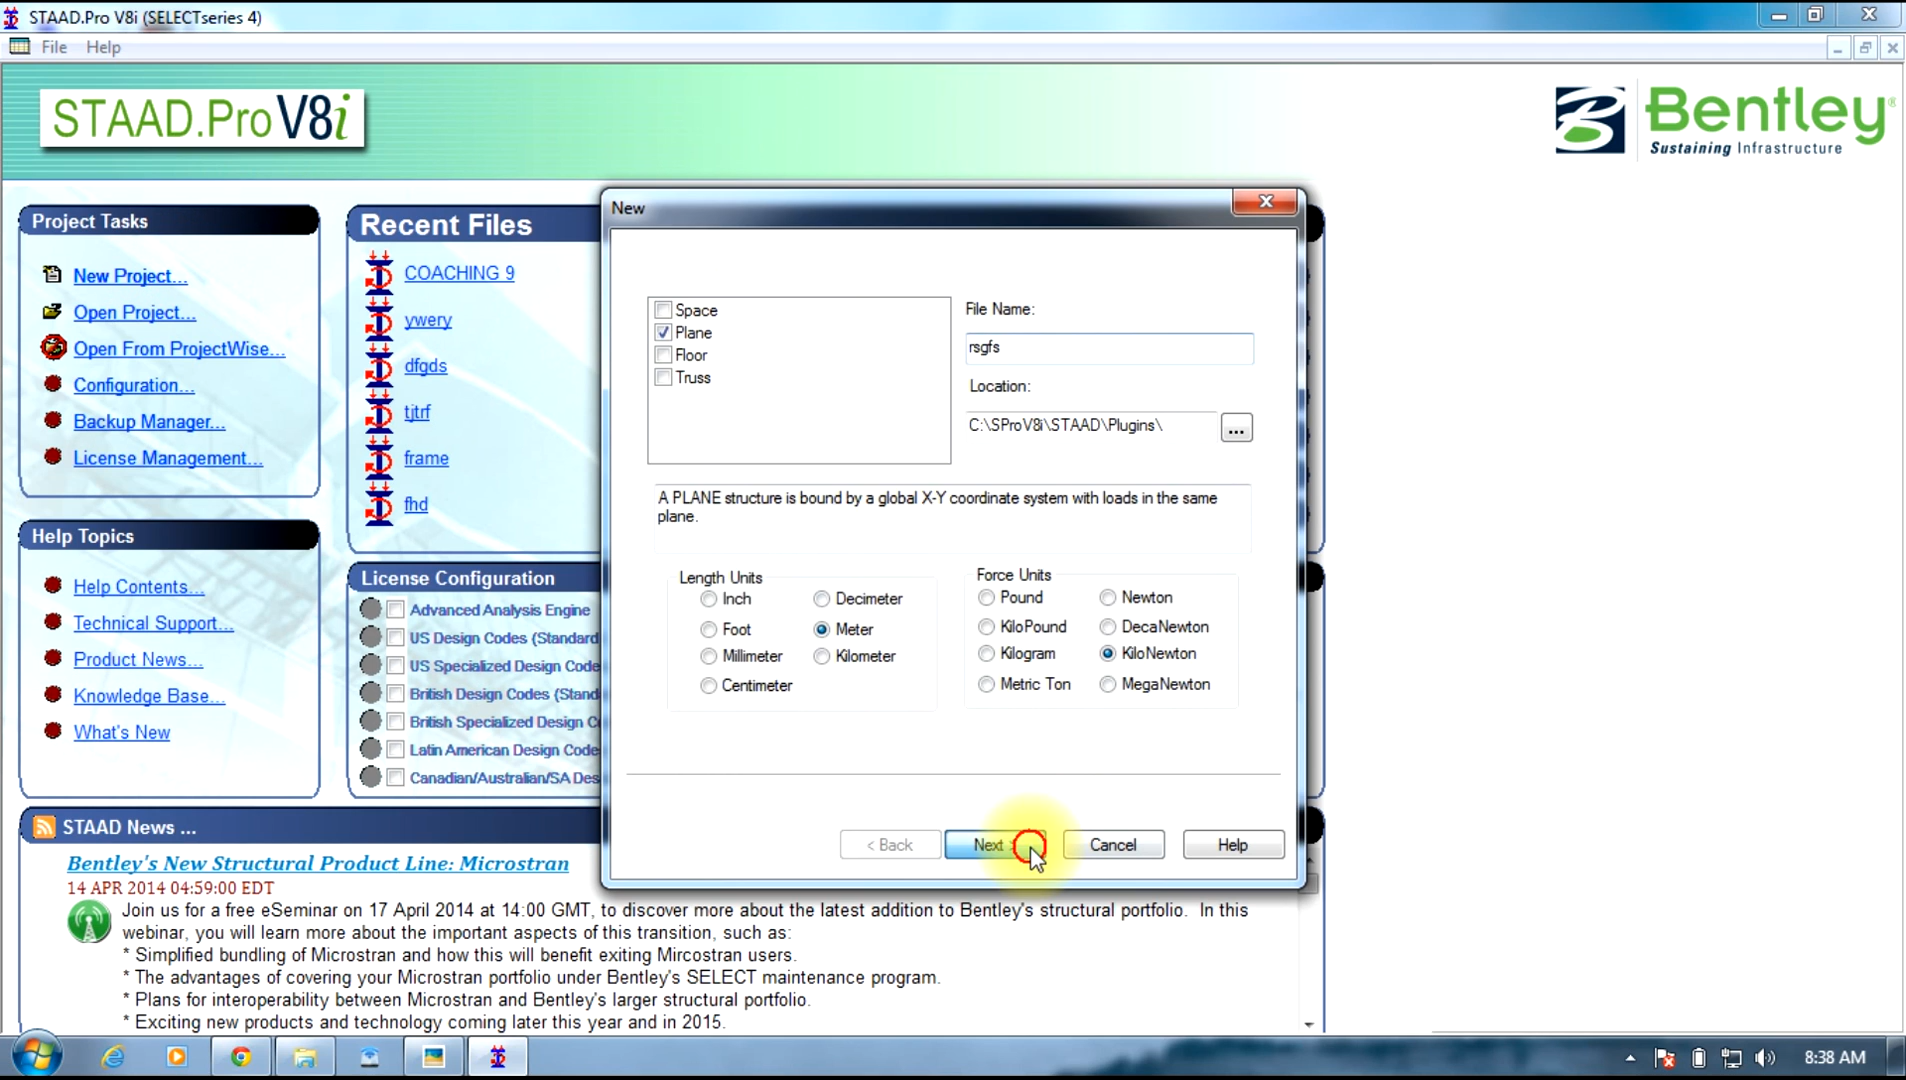 STAAD.Pro V8i (SELECTseries 4)
File Help
STAAD.Pro V8i
Bentley®
Sustaining Infrastructure
Project Tasks
New Project...
Open Project...
Open From ProjectWise...
Configuration...
Backup Manager...
License Management...
Help Topics
Help Contents...
Technical Support...
Product News...
Knowledge Base...
What's New
Recent Files
COACHING 9
ywery
dfgds
tjtrf
frame
fhd
License Configuration
Advanced Analysis Engine
US Design Codes (Standard
US Specialized Design Code
British Design Codes (Stand
British Specialized Design C
Latin American Design Code
Canadian/Australian/SA Des
New
Space
Plane
Floor
Truss
File Name:
rsgfs
Location:
C:\SProV8i\STAAD\Plugins\
...
A PLANE structure is bound by a global X-Y coordinate system with loads in the same
plane.
Length Units
Inch Decimeter
Foot Meter
Millimeter Kilometer
Centimeter
Force Units
Pound Newton
KiloPound DecaNewton
Kilogram KiloNewton
Metric Ton MegaNewton
< Back Next > Cancel Help
STAAD News ...
Bentley's New Structural Product Line: Microstran
14 APR 2014 04:59:00 EDT
Join us for a free eSeminar on 17 April 2014 at 14:00 GMT, to discover more about the latest addition to Bentley's structural portfolio. In this
webinar, you will learn more about the important aspects of this transition, such as:
* Simplified bundling of Microstran and how this will benefit exiting Mircostran users.
* The advantages of covering your Microstran portfolio under Bentley's SELECT maintenance program.
* Plans for interoperability between Microstran and Bentley's larger structural portfolio.
* Exciting new products and technology coming later this year and in 2015.
8:38 AM